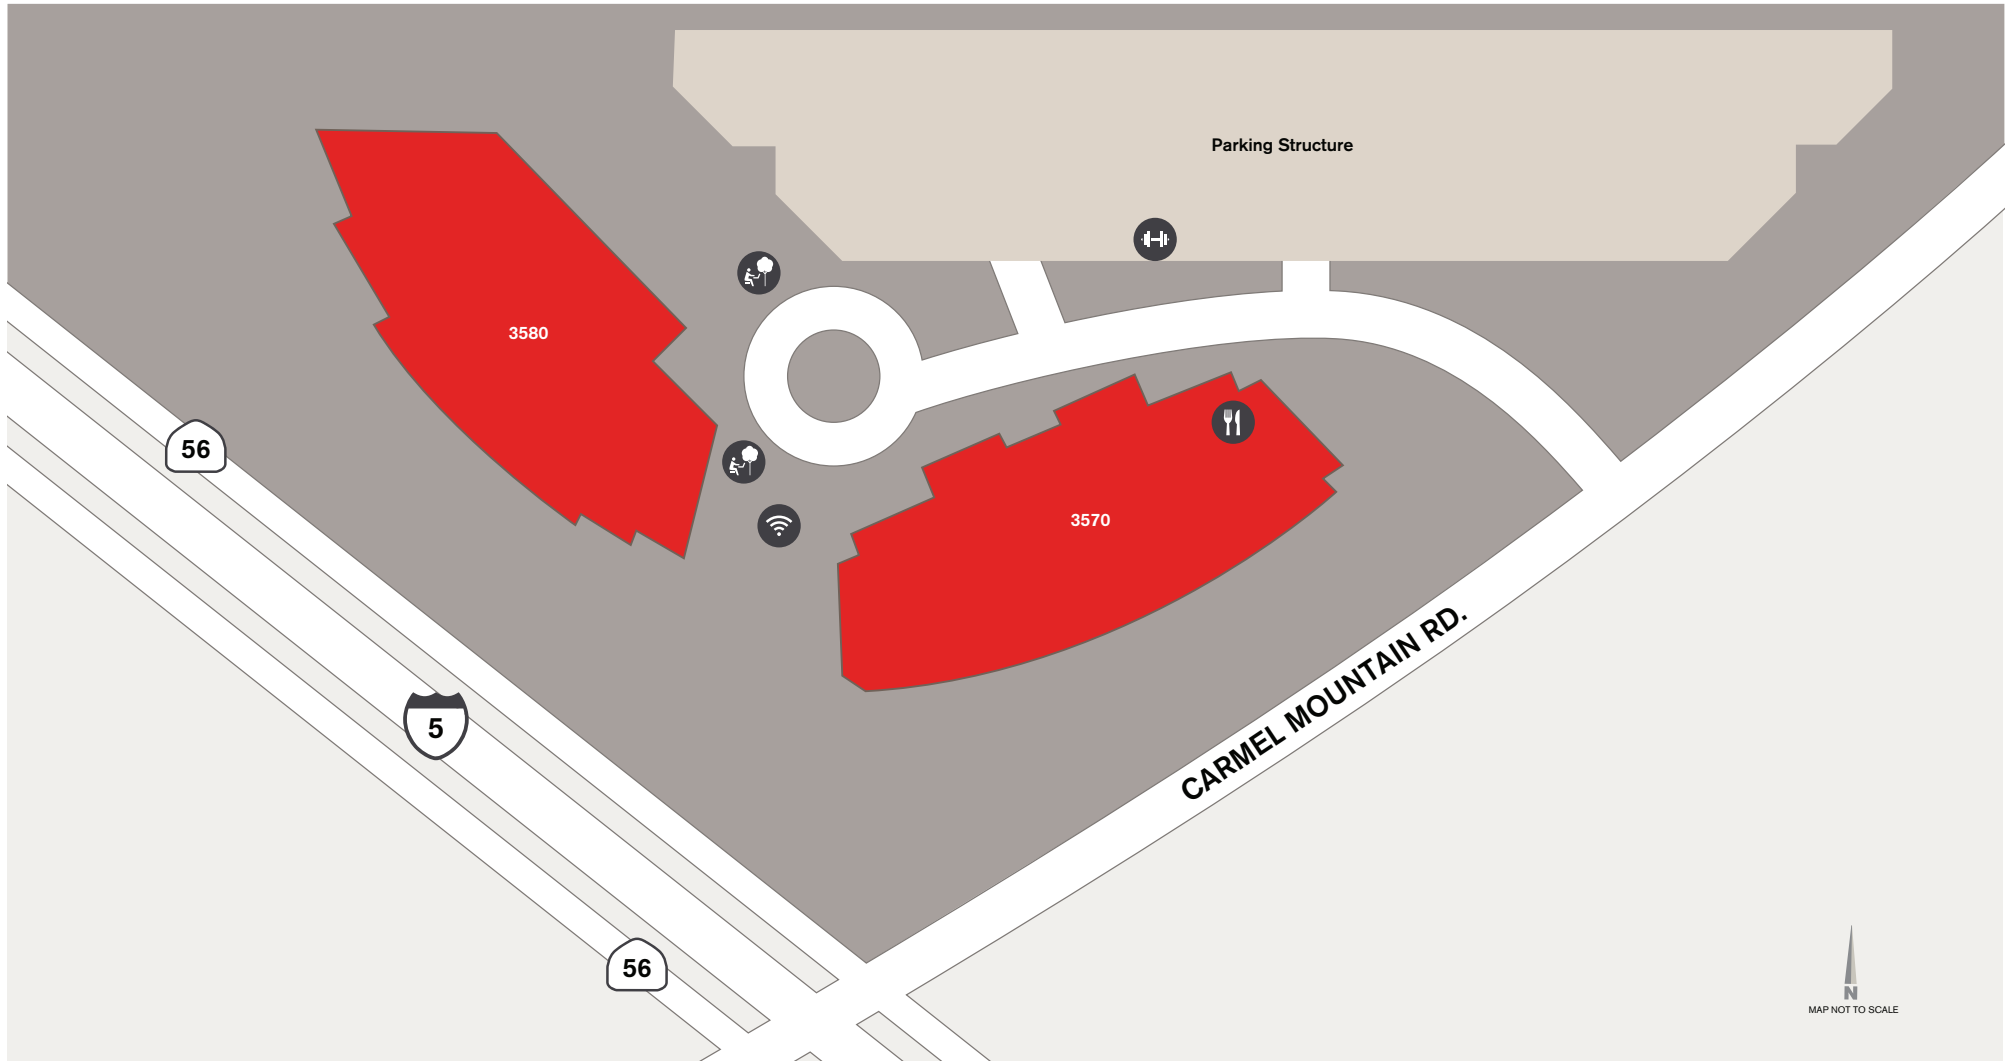 Parking Structure
3580
56
3570
CARMEL MOUNTAIN RD.
5
56
N
MAP NOT TO SCALE